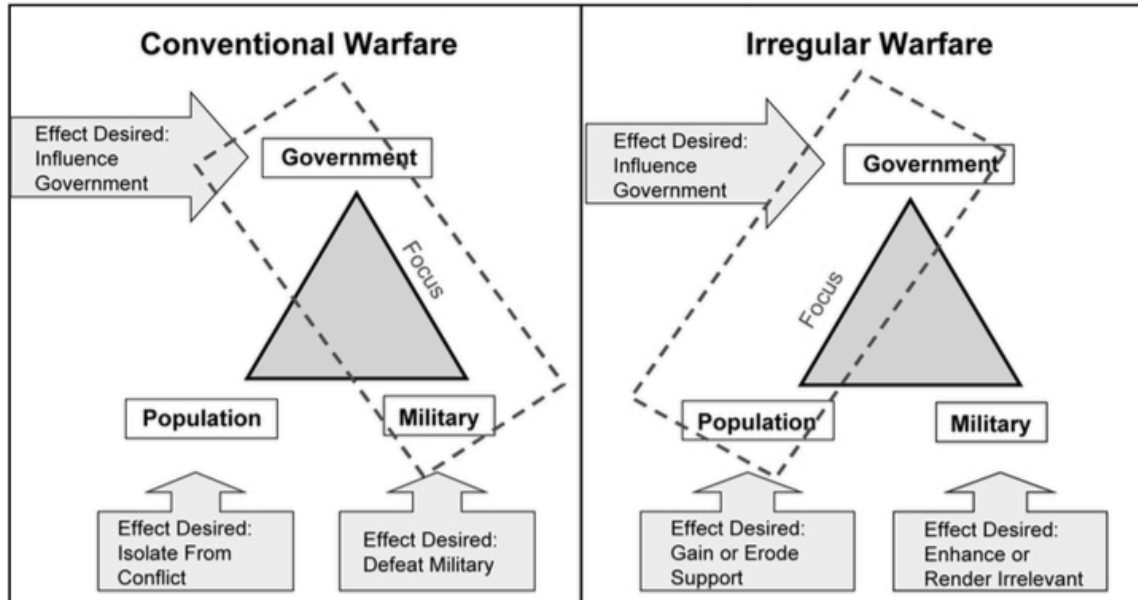 Conventional Warfare
Effect Desired:
Influence
Government
Government
Focus
Population
Military
Effect Desired:
Isolate From
Conflict
Effect Desired:
Defeat Military
Irregular Warfare
Effect Desired:
Influence
Government
Government
Focus
Population
Military
Effect Desired:
Gain or Erode
Support
Effect Desired:
Enhance or
Render Irrelevant